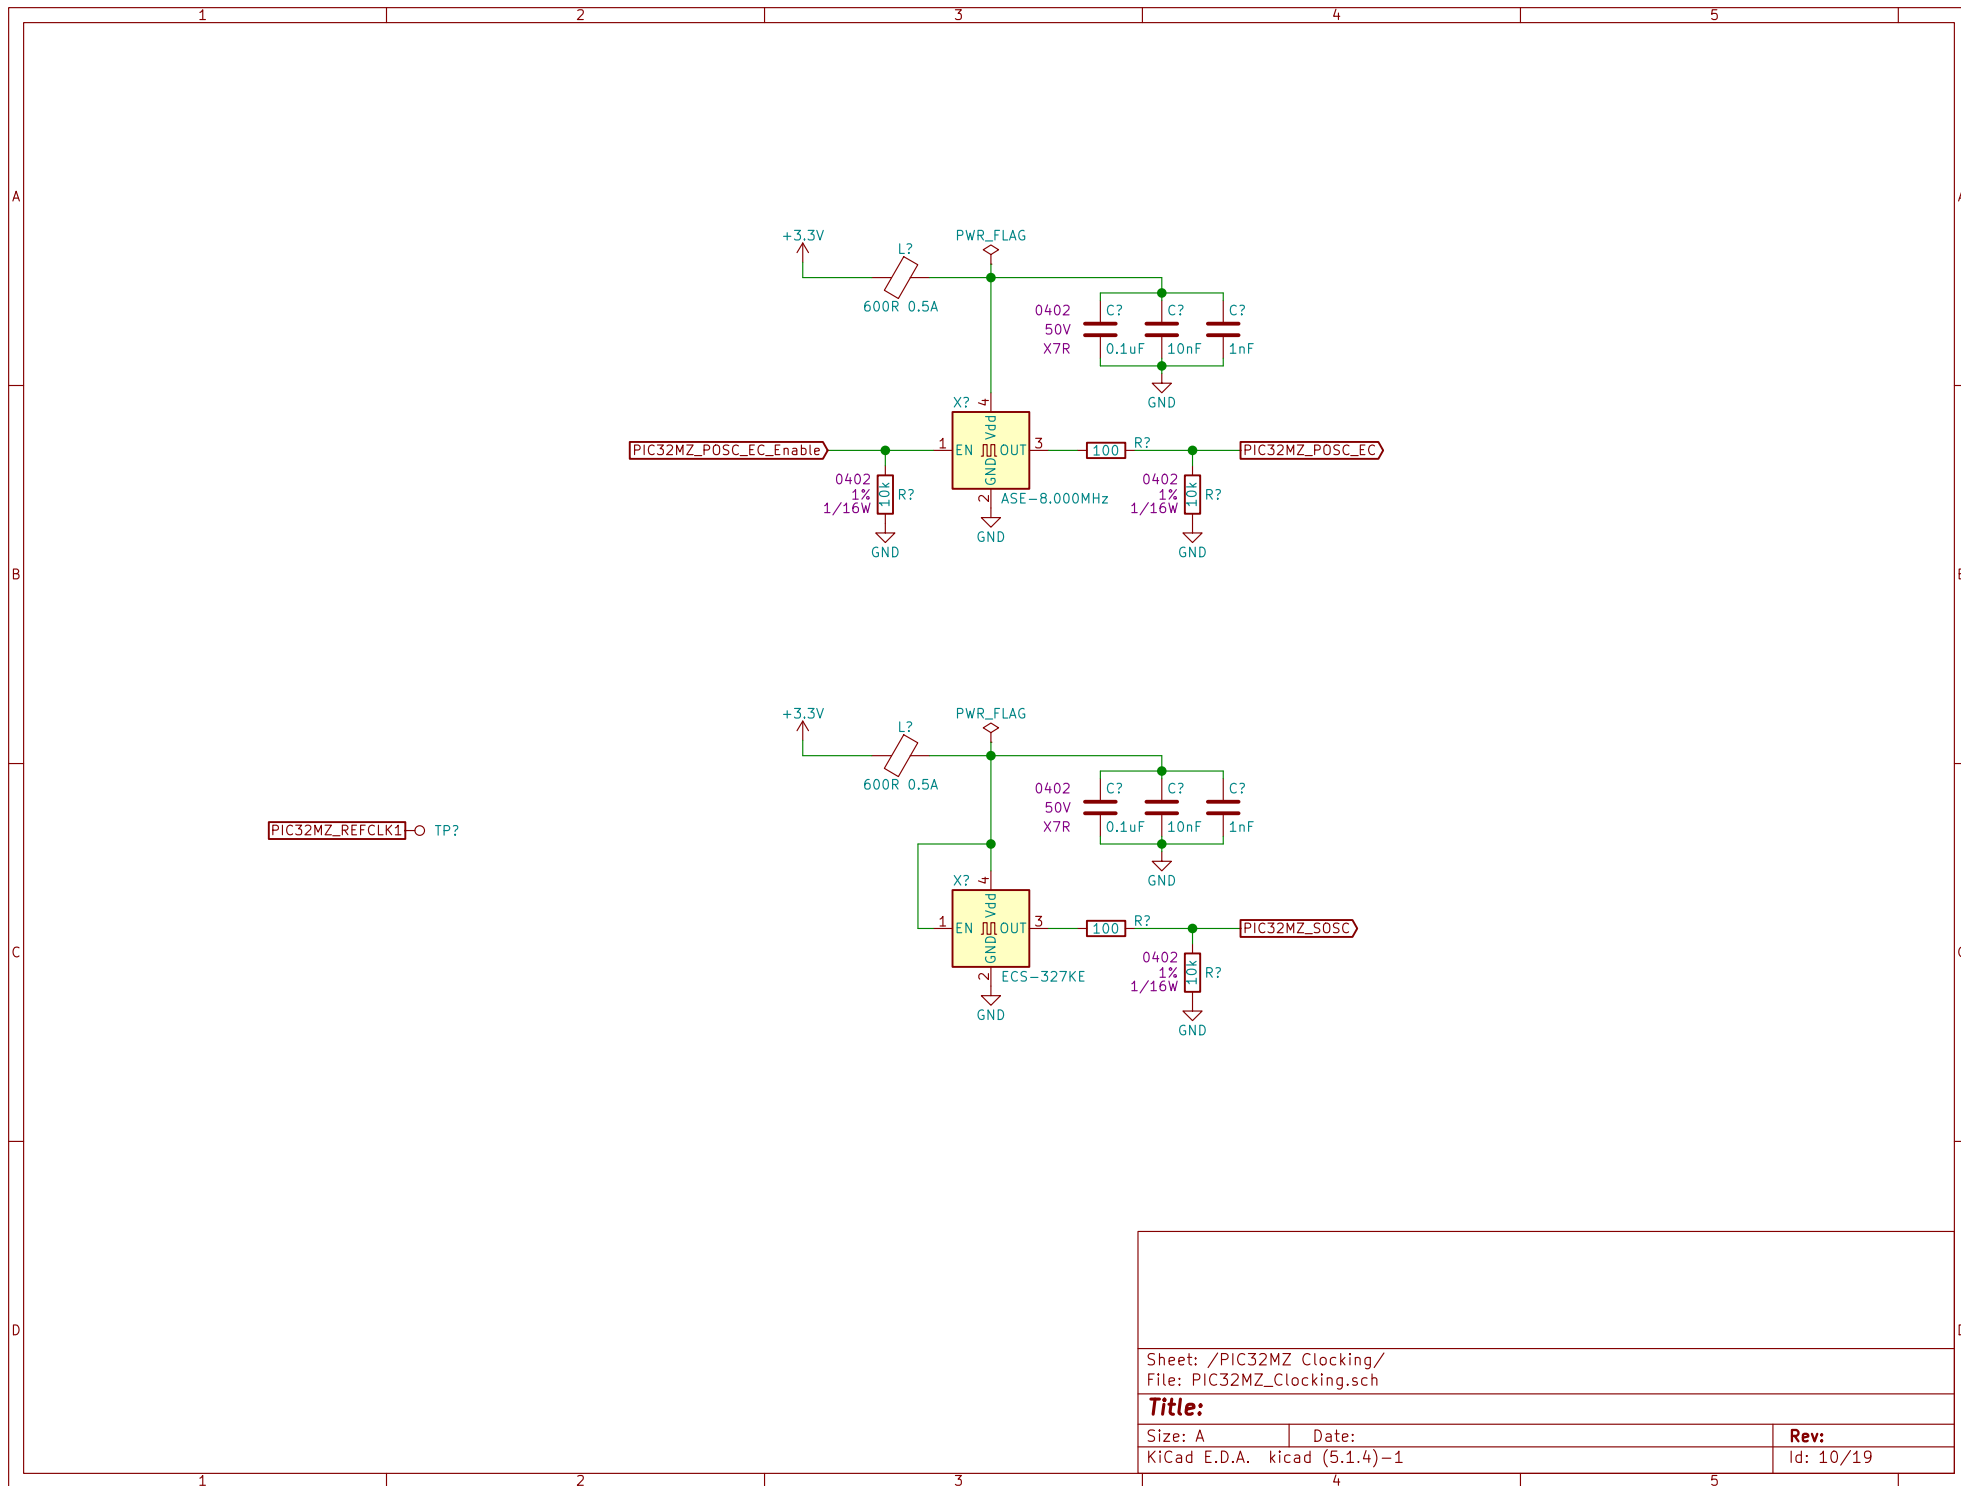 1 2 3 4 5
A
+3.3V
L?
600R 0.5A
PWR_FLAG
0402
50V
X7R
C?
0.1uF
C?
10nF
C?
1nF
GND
PIC32MZ_POSC_EC_Enable
0402
1%
1/16W
10k
R?
GND
X?
4
Vdd
1
EN
OUT
3
GND
2
ASE-8.000MHz
GND
100
R?
0402
1%
1/16W
10k
R?
GND
PIC32MZ_POSC_EC
B
+3.3V
L?
600R 0.5A
PWR_FLAG
0402
50V
X7R
C?
0.1uF
C?
10nF
C?
1nF
GND
PIC32MZ_REFCLK1
TP?
X?
4
Vdd
1
EN
OUT
3
GND
2
ECS-327KE
GND
100
R?
0402
1%
1/16W
10k
R?
GND
PIC32MZ_SOSC
C
D
Sheet: /PIC32MZ Clocking/
File: PIC32MZ_Clocking.sch
Title:
Size: A Date: Rev:
KiCad E.D.A. kicad (5.1.4)-1 Id: 10/19
1 2 3 4 5